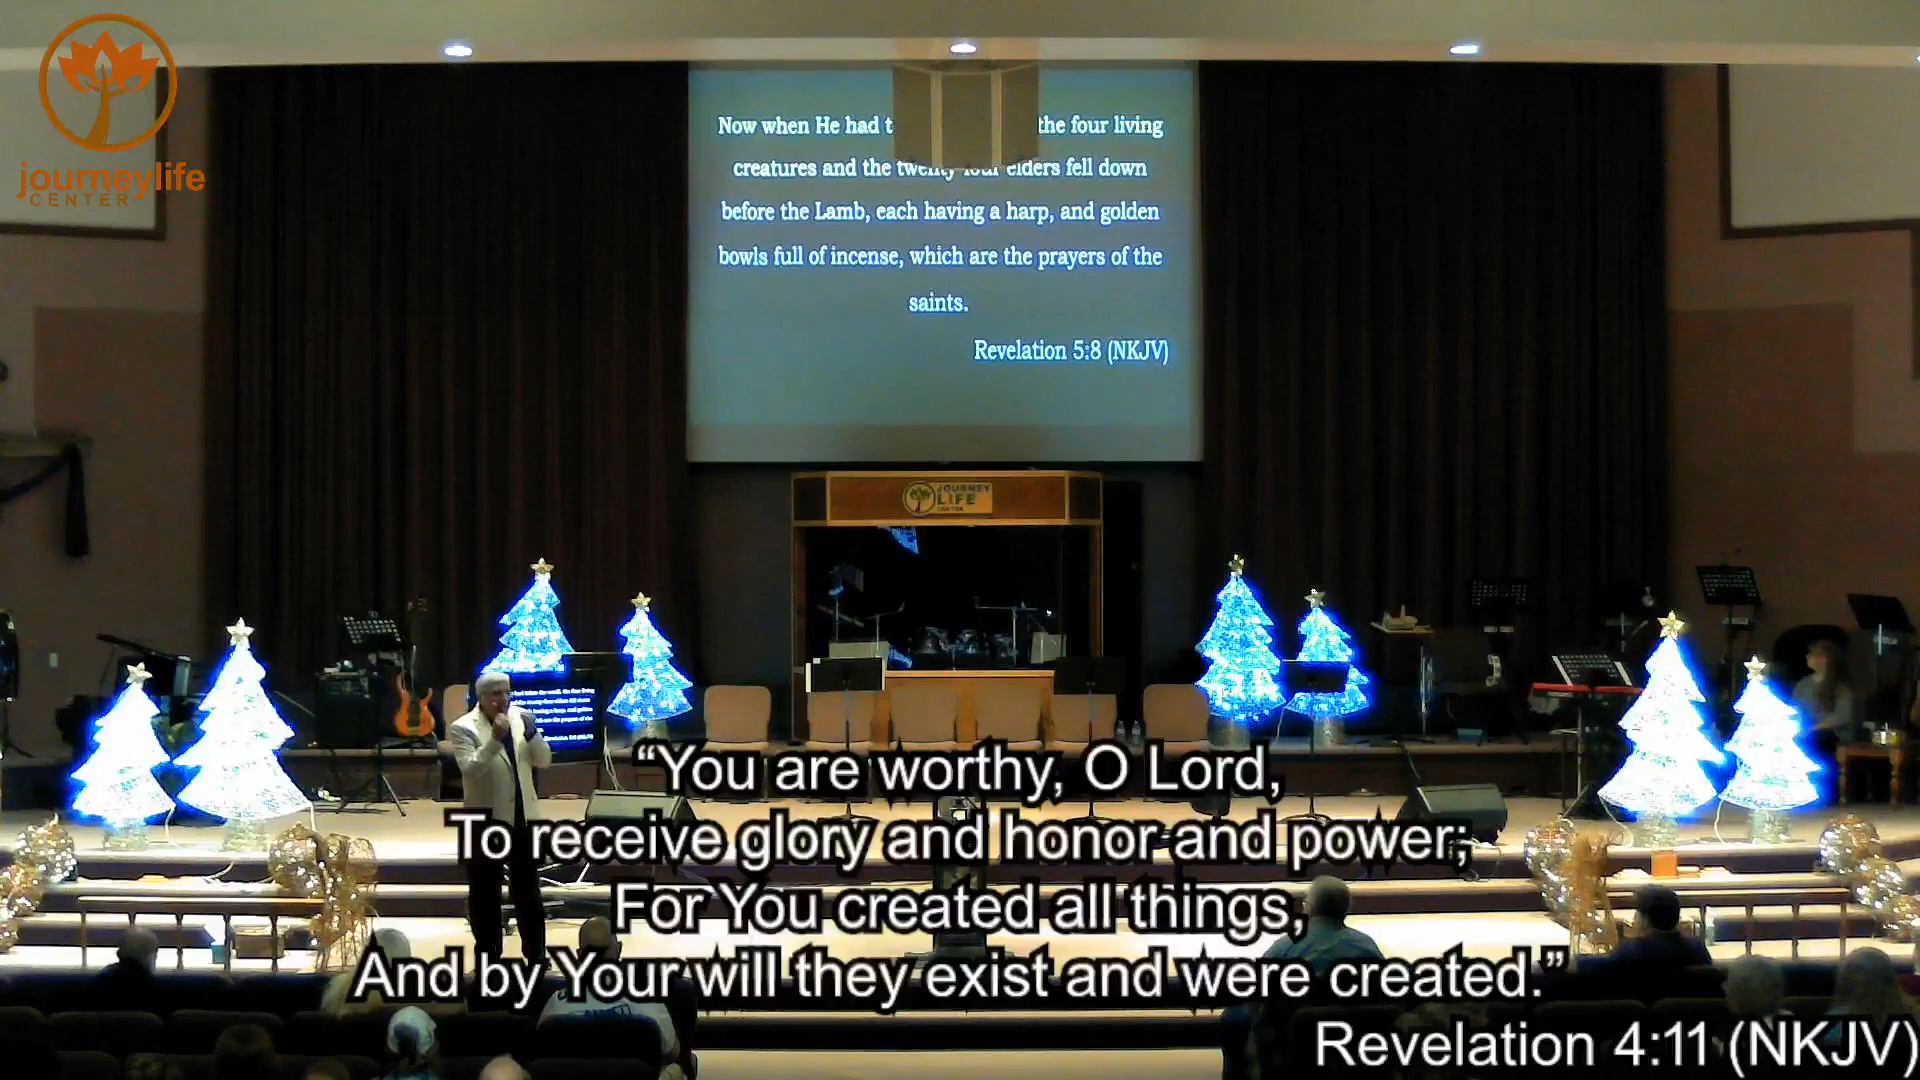 journeylife
CENTER
Now when He had t the four living
creatures and the twenty-four elders fell down
before the Lamb, each having a harp, and golden
bowls full of incense, which are the prayers of the
saints.
Revelation 5:8 (NKJV)
JOURNEY
LIFE
CENTER
“You are worthy, O Lord,
To receive glory and honor and power;
For You created all things,
And by Your will they exist and were created.”
Revelation 4:11 (NKJV)